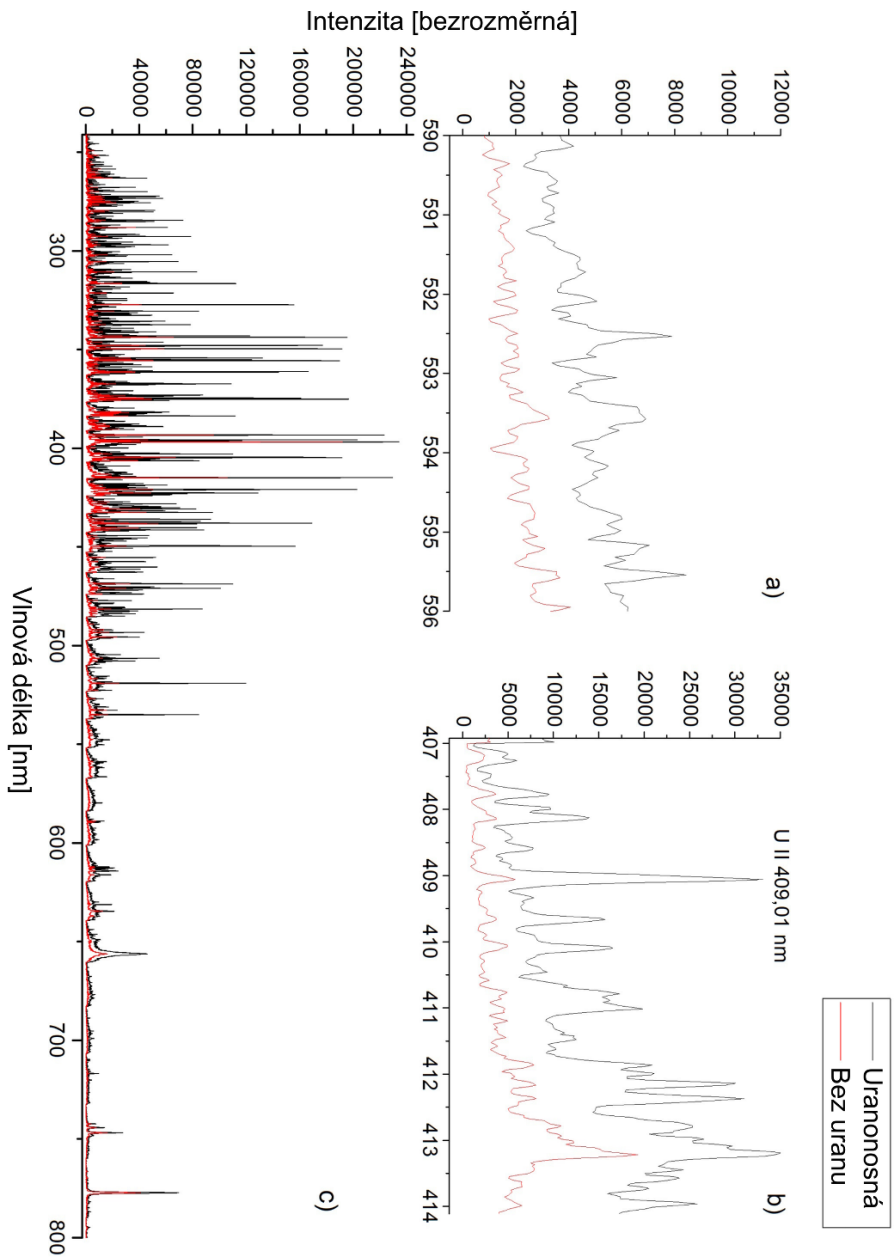 Uranonosná
Bez uranu
a)
12000
10000
8000
6000
4000
2000
0
590 591 592 593 594 595 596
b)
U II 409,01 nm
35000
30000
25000
20000
15000
10000
5000
0
407 408 409 410 411 412 413 414
Intenzita [bezrozměrná]
c)
240000
200000
160000
120000
80000
40000
0
300 400 500 600 700 800
Vlnová délka [nm]